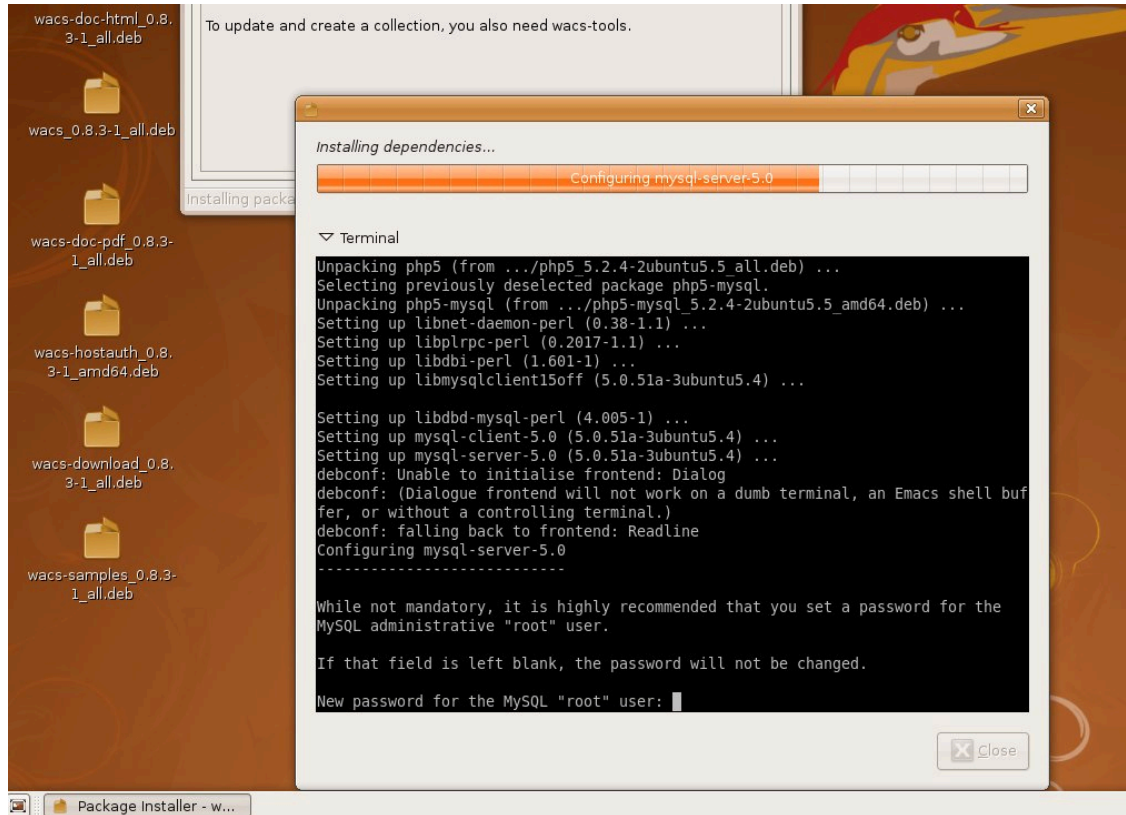 wacs-doc-html_0.8.
3-1_all.deb
wacs_0.8.3-1_all.deb
wacs-doc-pdf_0.8.3-
1_all.deb
wacs-hostauth_0.8.
3-1_amd64.deb
wacs-download_0.8.
3-1_all.deb
wacs-samples_0.8.3-
1_all.deb
To update and create a collection, you also need wacs-tools.
Installing packa
Installing dependencies...
Configuring mysql-server-5.0
Terminal
Unpacking php5 (from .../php5_5.2.4-2ubuntu5.5_all.deb) ...
Selecting previously deselected package php5-mysql.
Unpacking php5-mysql (from .../php5-mysql_5.2.4-2ubuntu5.5_amd64.deb) ...
Setting up libnet-daemon-perl (0.38-1.1) ...
Setting up libplrpc-perl (0.2017-1.1) ...
Setting up libdbi-perl (1.601-1) ...
Setting up libmysqlclient15off (5.0.51a-3ubuntu5.4) ...
Setting up libdbd-mysql-perl (4.005-1) ...
Setting up mysql-client-5.0 (5.0.51a-3ubuntu5.4) ...
Setting up mysql-server-5.0 (5.0.51a-3ubuntu5.4) ...
debconf: Unable to initialise frontend: Dialog
debconf: (Dialogue frontend will not work on a dumb terminal, an Emacs shell buf
fer, or without a controlling terminal.)
debconf: falling back to frontend: Readline
Configuring mysql-server-5.0
----------------------------
While not mandatory, it is highly recommended that you set a password for the
MySQL administrative "root" user.
If that field is left blank, the password will not be changed.
New password for the MySQL "root" user:
Close
Package Installer - w...